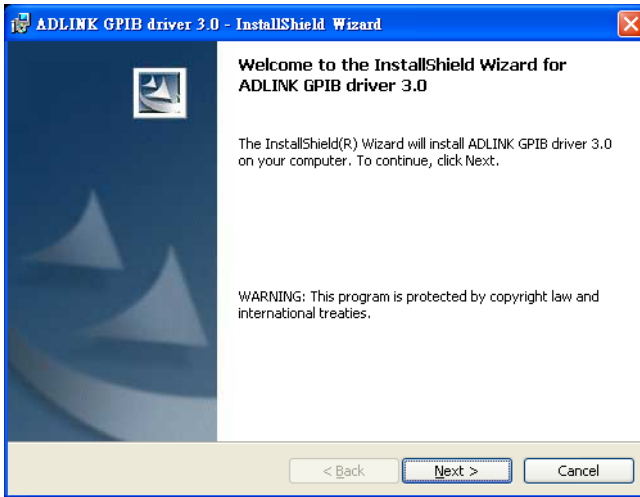 ADLINK GPIB driver 3.0 - InstallShield Wizard
Welcome to the InstallShield Wizard for
ADLINK GPIB driver 3.0
The InstallShield(R) Wizard will install ADLINK GPIB driver 3.0
on your computer. To continue, click Next.
WARNING: This program is protected by copyright law and
international treaties.
< Back Next > Cancel